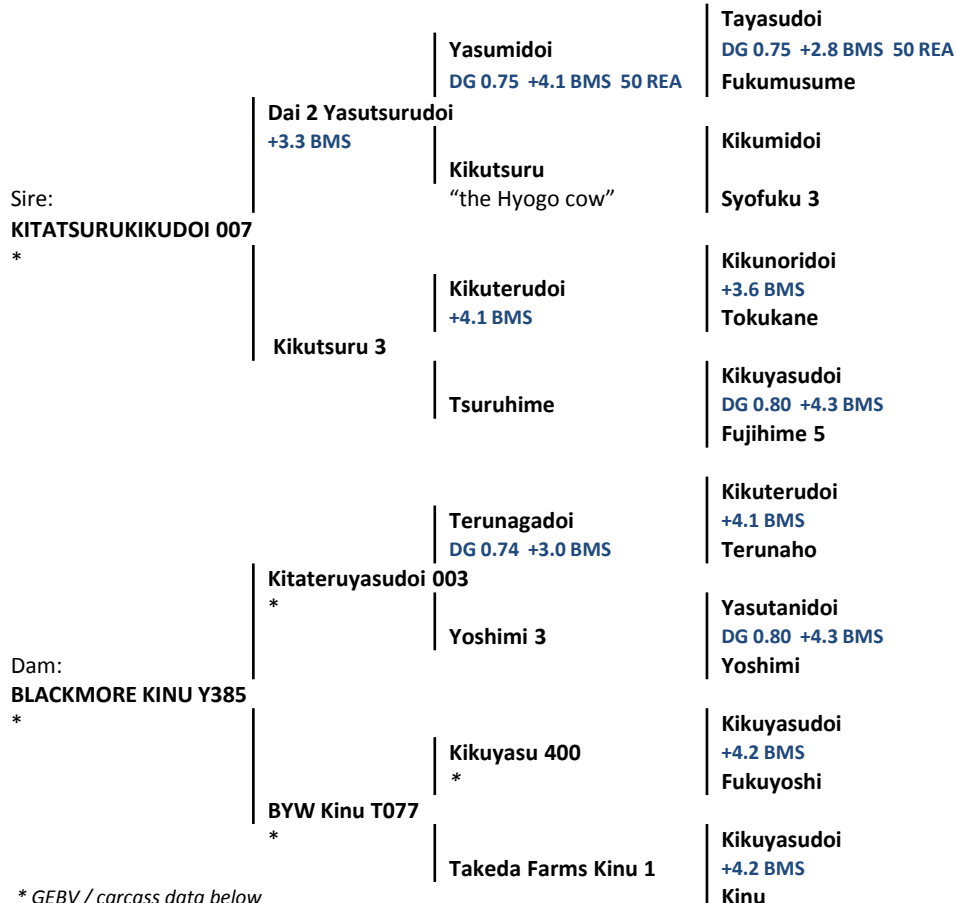 Tayasudoi
Yasumidoi
DG 0.75 +2.8 BMS 50 REA
DG 0.75 +4.1 BMS 50 REA
Fukumusume
Dai 2 Yasutsurudoi
+3.3 BMS
Kikumidoi
Kikutsuru
Sire:
"the Hyogo cow"
Syofuku 3
KITATSURUKIKUDOI 007
*
Kikunoridoi
Kikuterudoi
+3.6 BMS
+4.1 BMS
Tokukane
Kikutsuru 3
Kikuyasudoi
Tsuruhime
DG 0.80 +4.3 BMS
Fujihime 5
Kikuterudoi
Terunagadoi
+4.1 BMS
DG 0.74 +3.0 BMS
Terunaho
Kitateruyasudoi 003
*
Yasutanidoi
Yoshimi 3
DG 0.80 +4.3 BMS
Dam:
Yoshimi
BLACKMORE KINU Y385
*
Kikuyasudoi
Kikuyasu 400
+4.2 BMS
*
Fukuyoshi
BYW Kinu T077
*
Kikuyasudoi
Takeda Farms Kinu 1
+4.2 BMS
* GEBV / carcass data below
Kinu